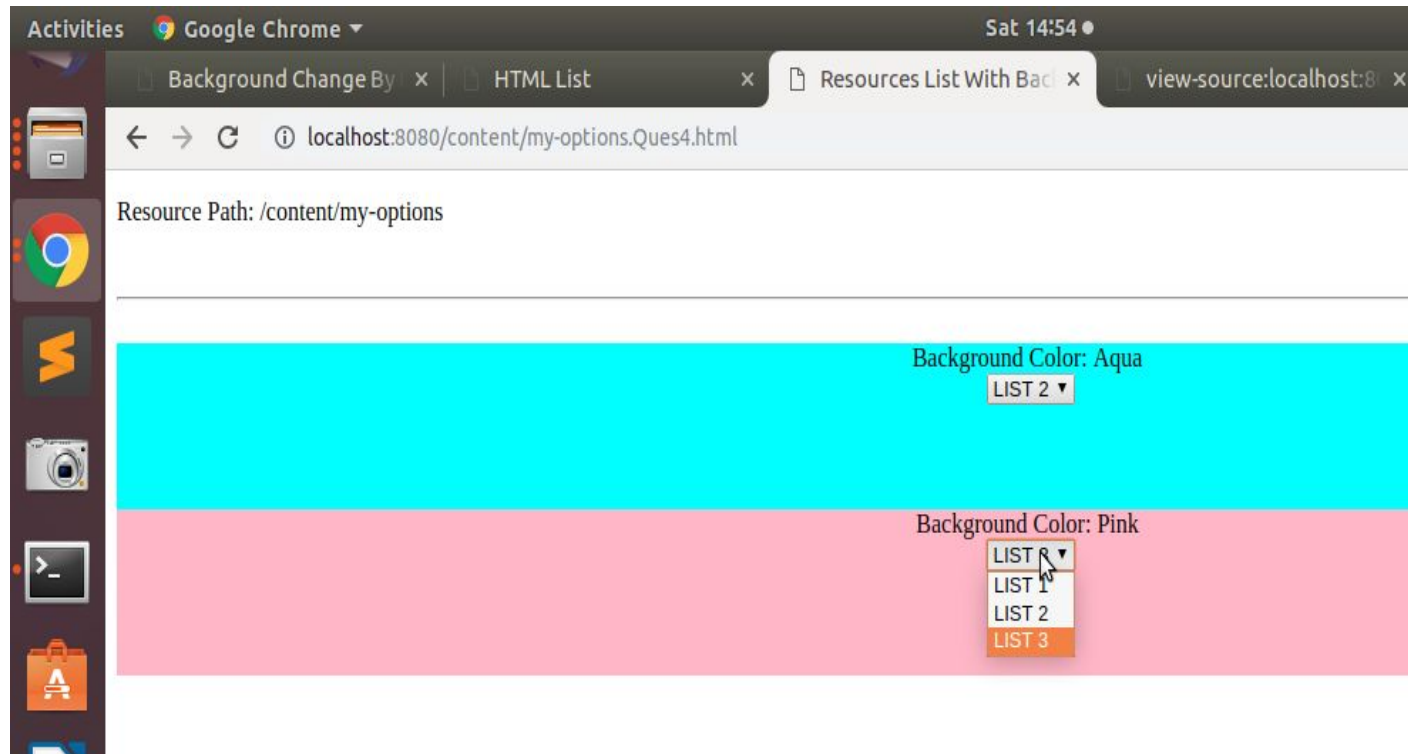 Activities Google Chrome ▾ Sat 14:54
Background Change By HTML List Resources List With Bac view-source:localhost:8
localhost:8080/content/my-options.Ques4.html
Resource Path: /content/my-options
Background Color: Aqua
LIST 2
Background Color: Pink
LIST
LIST 1
LIST 2
LIST 3